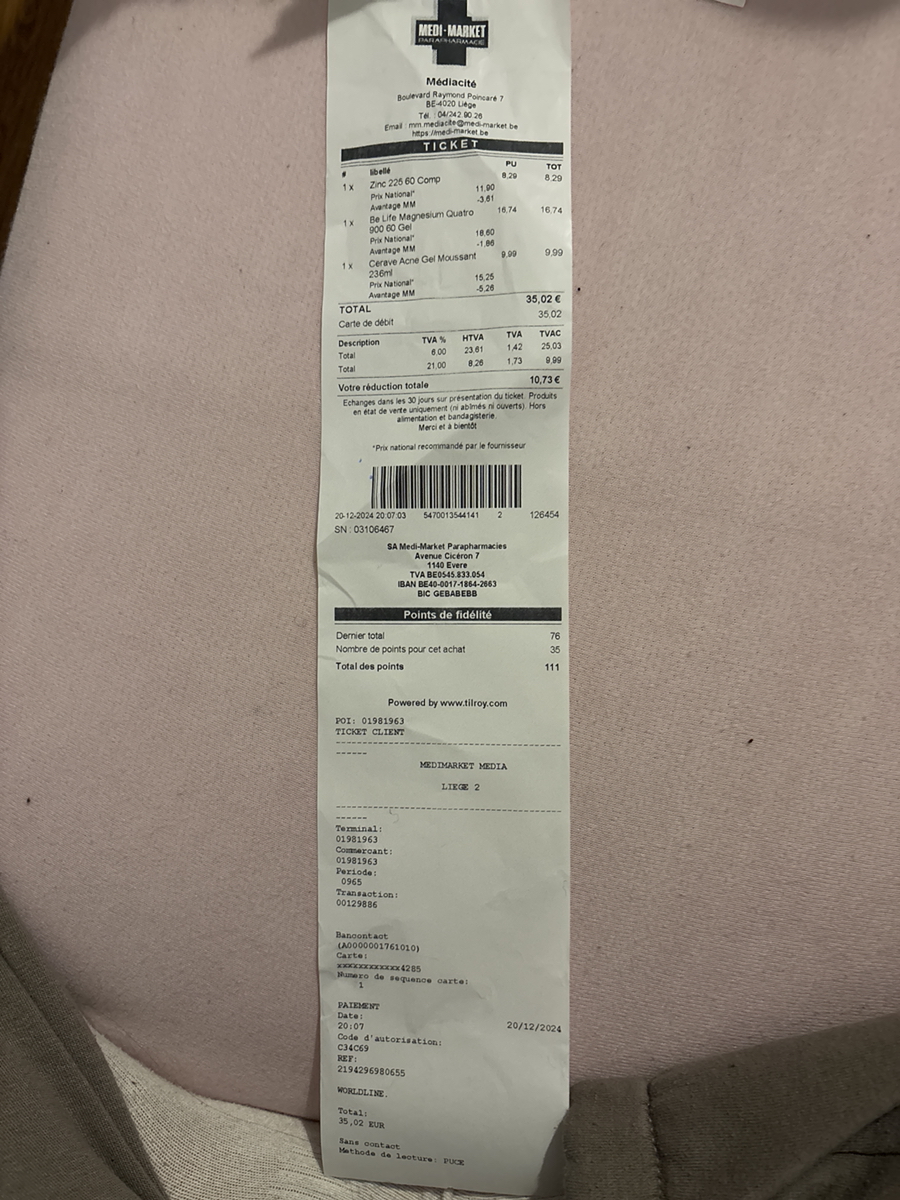 MEDI-MARKET
PARAPHARMACIE
Médiacité
Boulevard Raymond Poincaré 7
BE-4020 Liège
Tél. : 04/242.90.26
Email : mm.mediacite@medi-market.be
https://medi-market.be
TICKET
# libellé PU TOT
1 x Zinc 225 60 Comp 8,29 8,29
Prix National* 11,90
Avantage MM -3,61
1 x Be Life Magnesium Quatro 16,74 16,74
900 60 Gel
Prix National* 18,60
Avantage MM -1,86
1 x Cerave Acne Gel Moussant 9,99 9,99
236ml
Prix National* 15,25
Avantage MM -5,26
TOTAL 35,02 €
Carte de débit 35,02
Description TVA % HTVA TVA TVAC
Total 6,00 23,61 1,42 25,03
Total 21,00 8,26 1,73 9,99
Votre réduction totale 10,73 €
Echanges dans les 30 jours sur présentation du ticket. Produits
en état de vente uniquement (ni abîmés ni ouverts). Hors
alimentation et bandagisterie.
Merci et à bientôt
*Prix national recommandé par le fournisseur
20-12-2024 20:07:03 5470013544141 2 126454
SN : 03106467
SA Medi-Market Parapharmacies
Avenue Cicéron 7
1140 Evere
TVA BE0545.833.054
IBAN BE40-0017-1864-2663
BIC GEBABEBB
Points de fidélité
Dernier total 76
Nombre de points pour cet achat 35
Total des points 111
Powered by www.tilroy.com
POI: 01981963
TICKET CLIENT
------------------------------------------
------
MEDIMARKET MEDIA
LIEGE 2
------------------------------------------
------
Terminal:
01981963
Commercant:
01981963
Periode:
0965
Transaction:
00129886
Bancontact
(A0000001761010)
Carte:
xxxxxxxxxxxx4285
Numero de sequence carte:
1
PAIEMENT
Date:
20:07 20/12/2024
Code d'autorisation:
C34C69
REF:
2194296980655
WORLDLINE.
Total:
35,02 EUR
Sans contact
Methode de lecture: PUCE